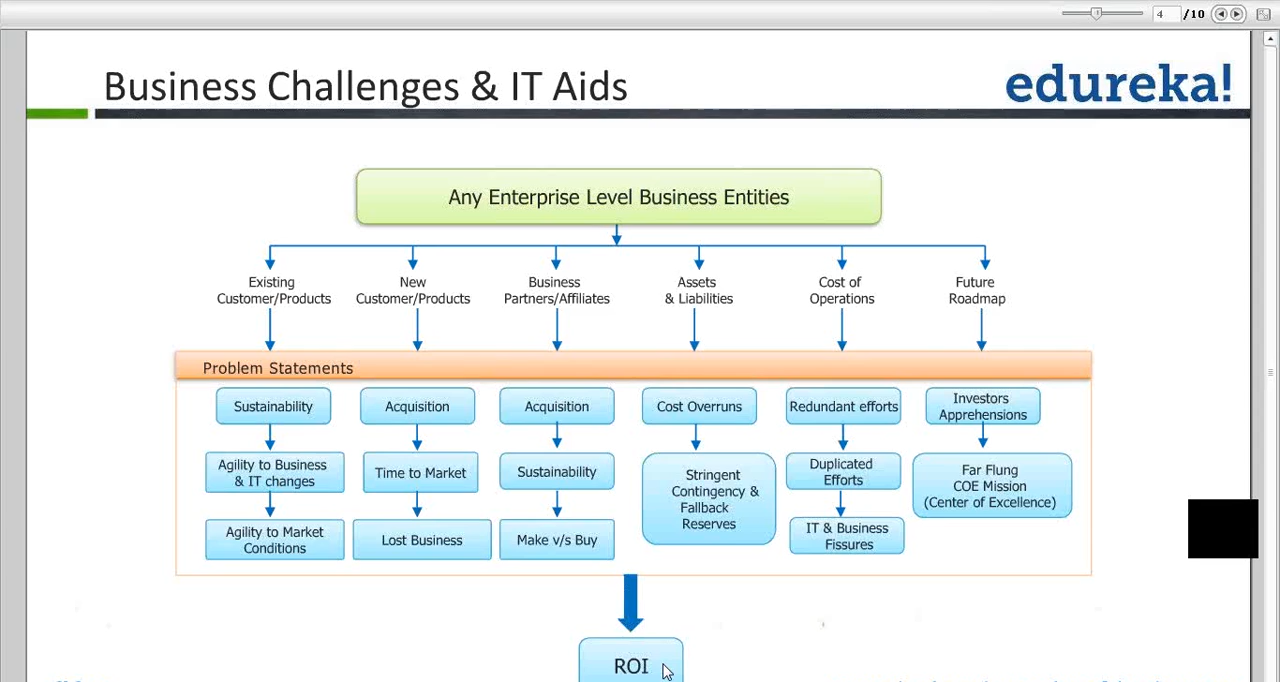 4 /10
Business Challenges & IT Aids
edureka!
Any Enterprise Level Business Entities
Existing
Customer/Products
New
Customer/Products
Business
Partners/Affiliates
Assets
& Liabilities
Cost of
Operations
Future
Roadmap
Problem Statements
Sustainability
Agility to Business
& IT changes
Agility to Market
Conditions
Acquisition
Time to Market
Lost Business
Acquisition
Sustainability
Make v/s Buy
Cost Overruns
Stringent
Contingency &
Fallback
Reserves
Redundant efforts
Duplicated
Efforts
IT & Business
Fissures
Investors
Apprehensions
Far Flung
COE Mission
(Center of Excellence)
ROI